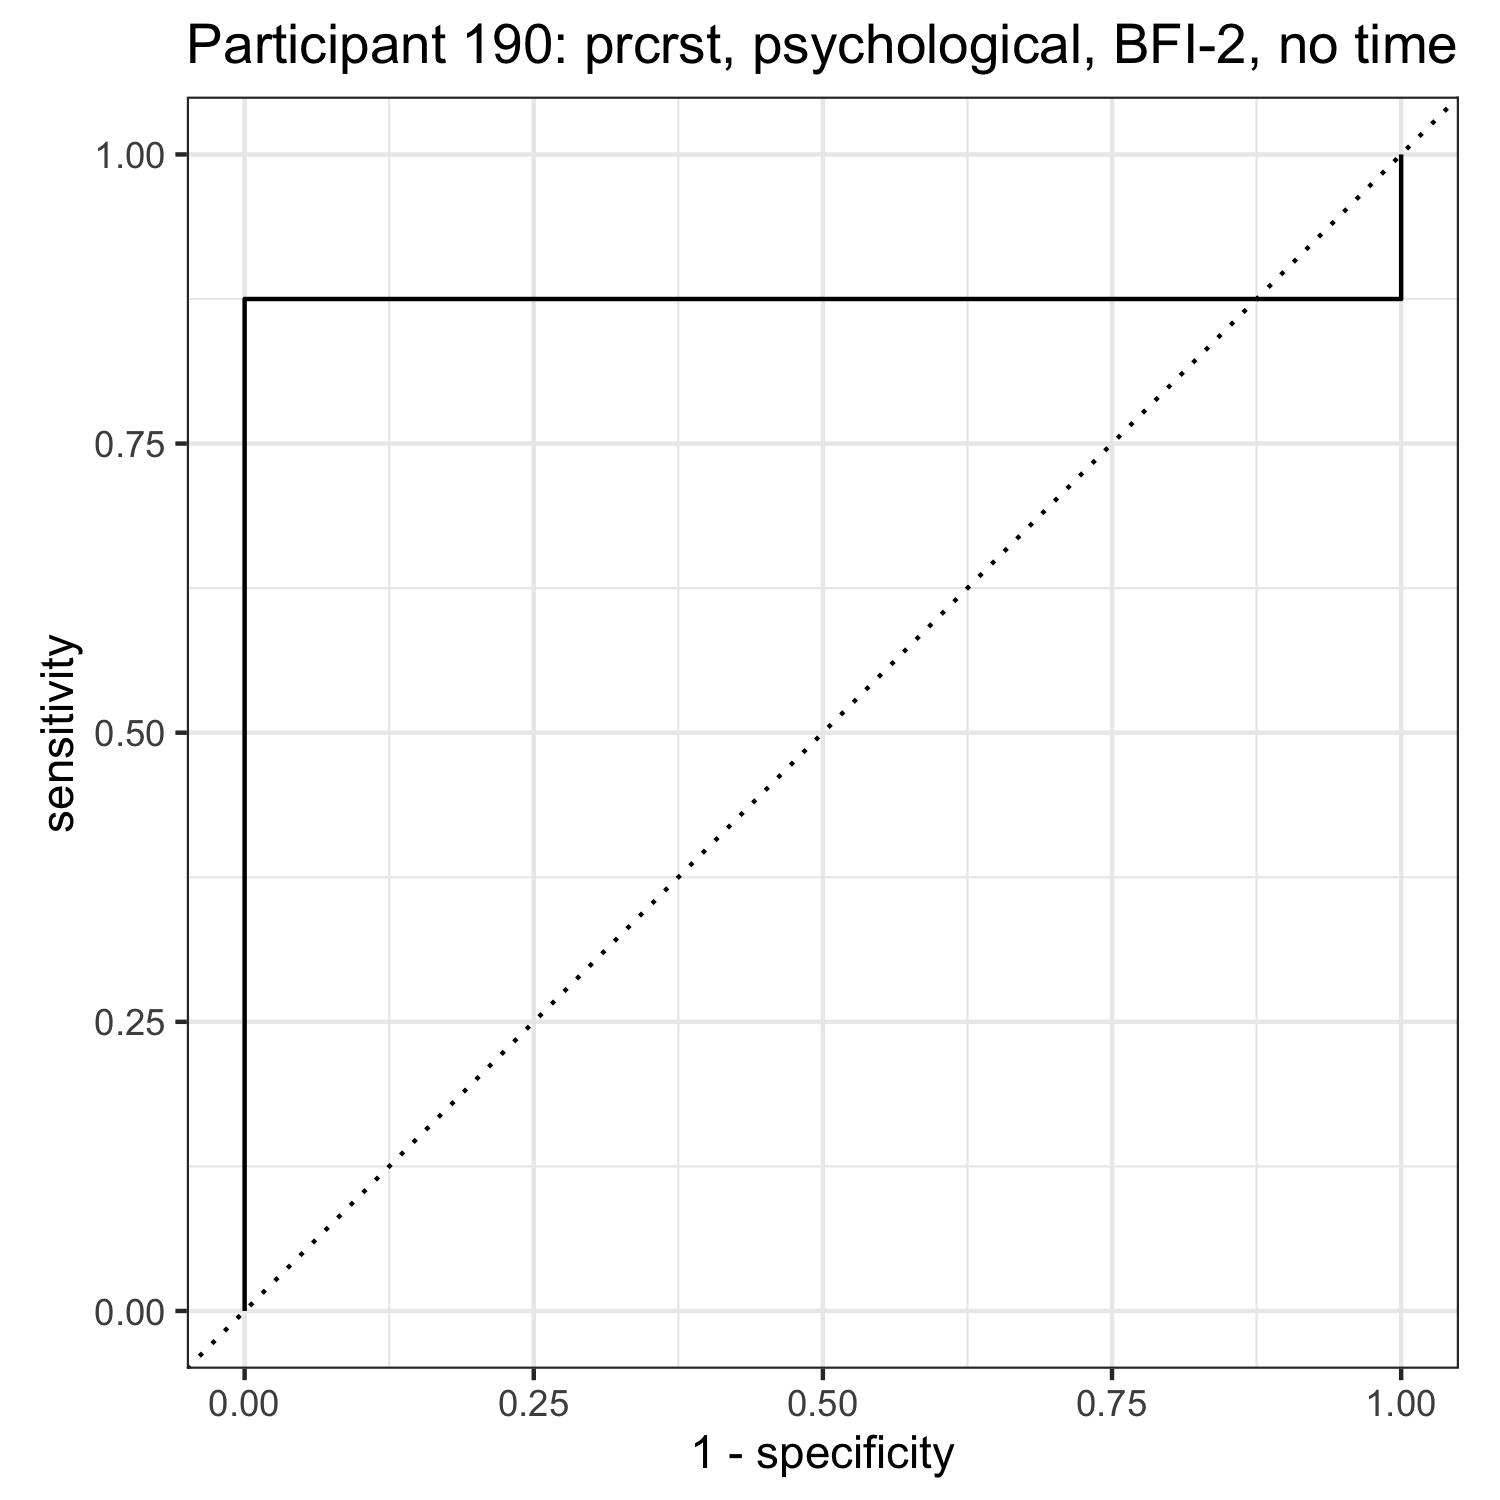 Participant 190: prcrst, psychological, BFI-2, no time
1.00
0.75
0.50
0.25
0.00
sensitivity
0.00 0.25 0.50 0.75 1.00
1 - specificity